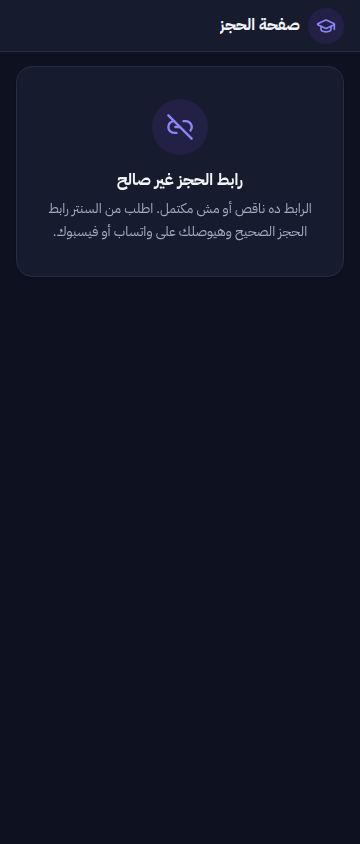 صفحة الحجز
رابط الحجز غير صالح
الرابط ده ناقص أو مش مكتمل. اطلب من السنتر رابط
الحجز الصحيح وهيوصلك على واتساب أو فيسبوك.